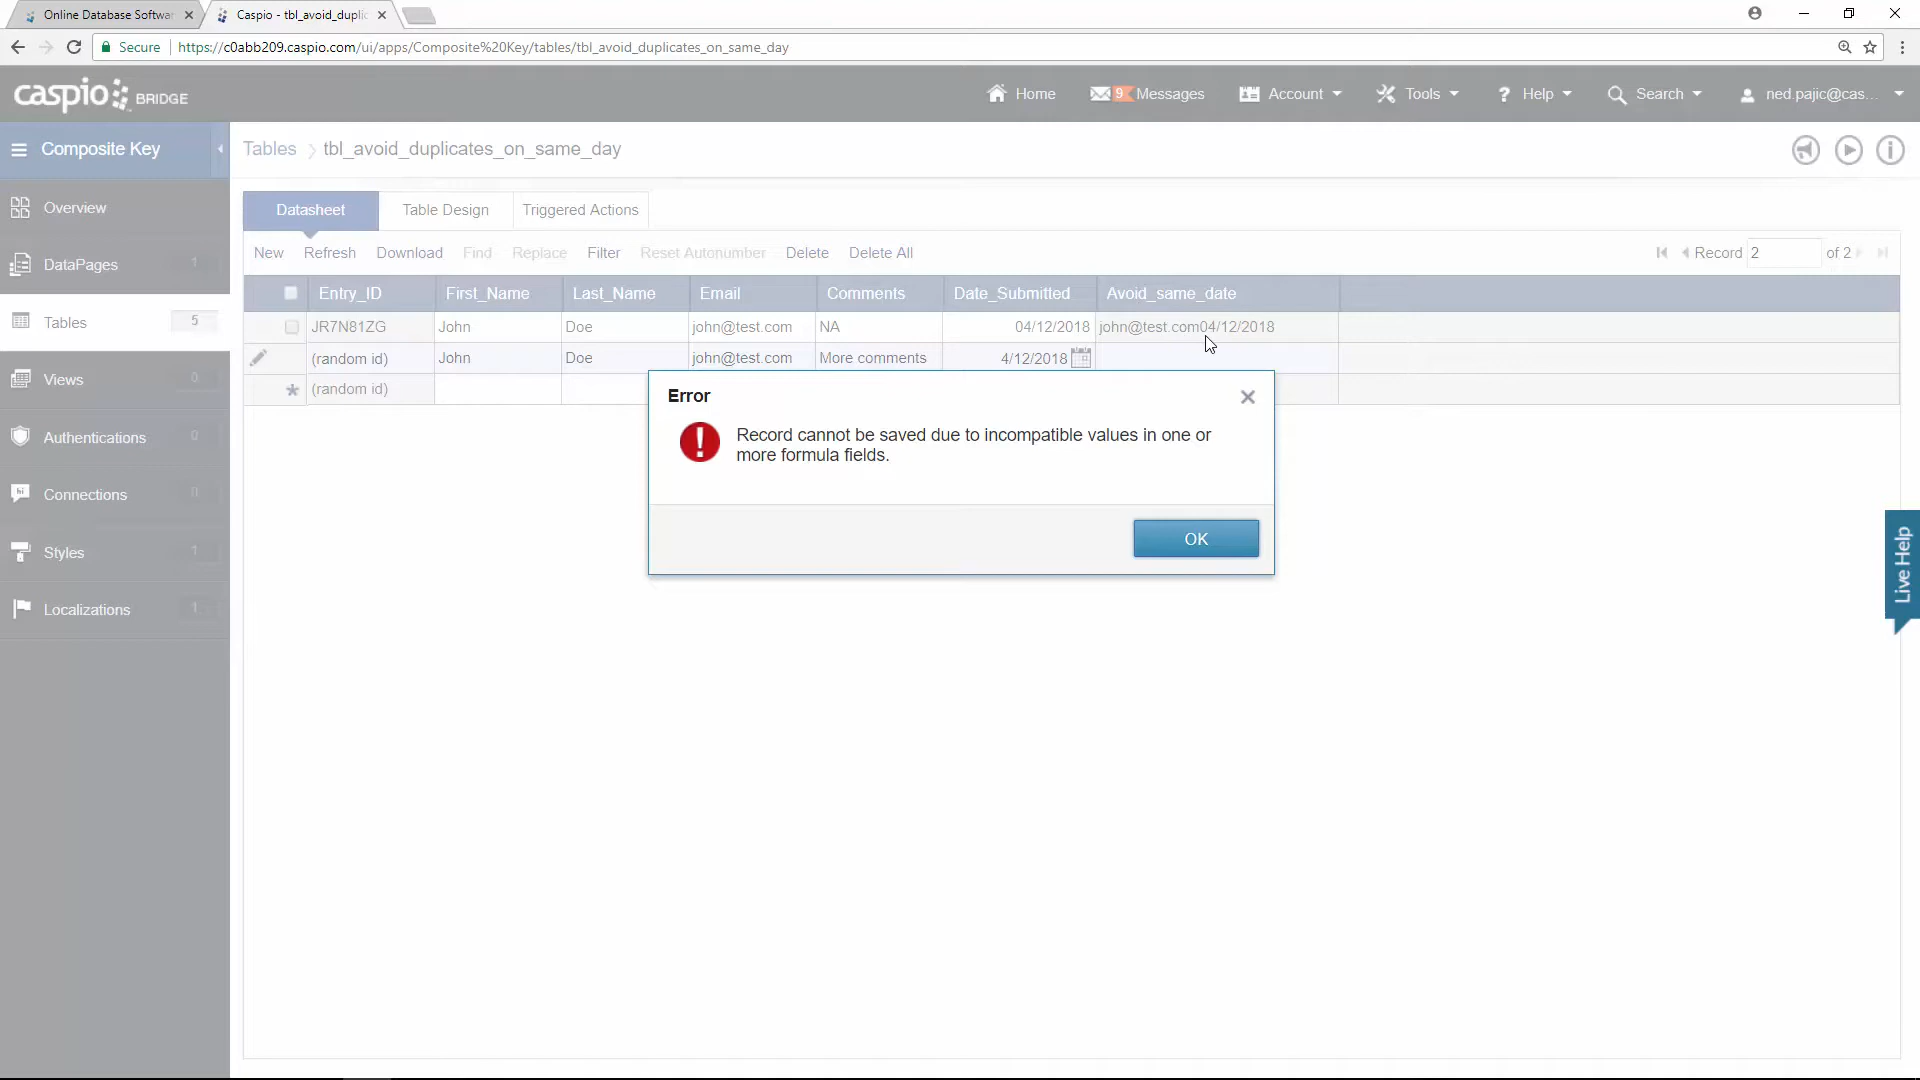 Online Database Softwa
Caspio - tbl_avoid_duplic
Secure
https://c0abb209.caspio.com/ui/apps/Composite%20Key/tables/tbl_avoid_duplicates_on_same_day
caspio BRIDGE
Home
9 Messages
Account
Tools
? Help
Search
ned.pajic@cas...
Composite Key
Tables
tbl_avoid_duplicates_on_same_day
Overview
DataPages 1
Tables 5
Views 0
Authentications 0
Connections 0
Styles 1
Localizations 1
Datasheet
Table Design
Triggered Actions
New
Refresh
Download
Find
Replace
Filter
Reset Autonumber
Delete
Delete All
Record 2 of 2
Entry_ID First_Name Last_Name Email Comments Date_Submitted Avoid_same_date
JR7N81ZG John Doe john@test.com NA 04/12/2018 john@test.com04/12/2018
(random id) John Doe john@test.com More comments 4/12/2018
* (random id)
Error
Record cannot be saved due to incompatible values in one or
more formula fields.
OK
Live Help